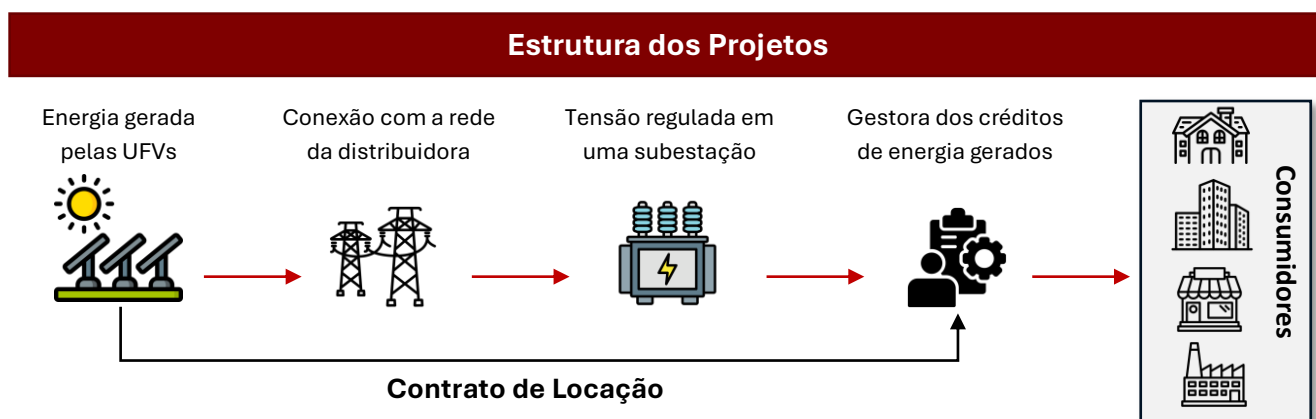 Estrutura dos Projetos
Energia gerada
pelas UFVs
Conexão com a rede
da distribuidora
Tensão regulada em
uma subestação
Gestora dos créditos
de energia gerados
Consumidores
Contrato de Locação